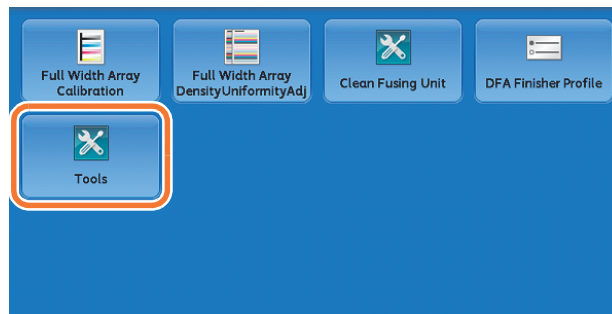 Full Width Array
Calibration
Full Width Array
DensityUniformityAdj
Clean Fusing Unit
DFA Finisher Profile
Tools